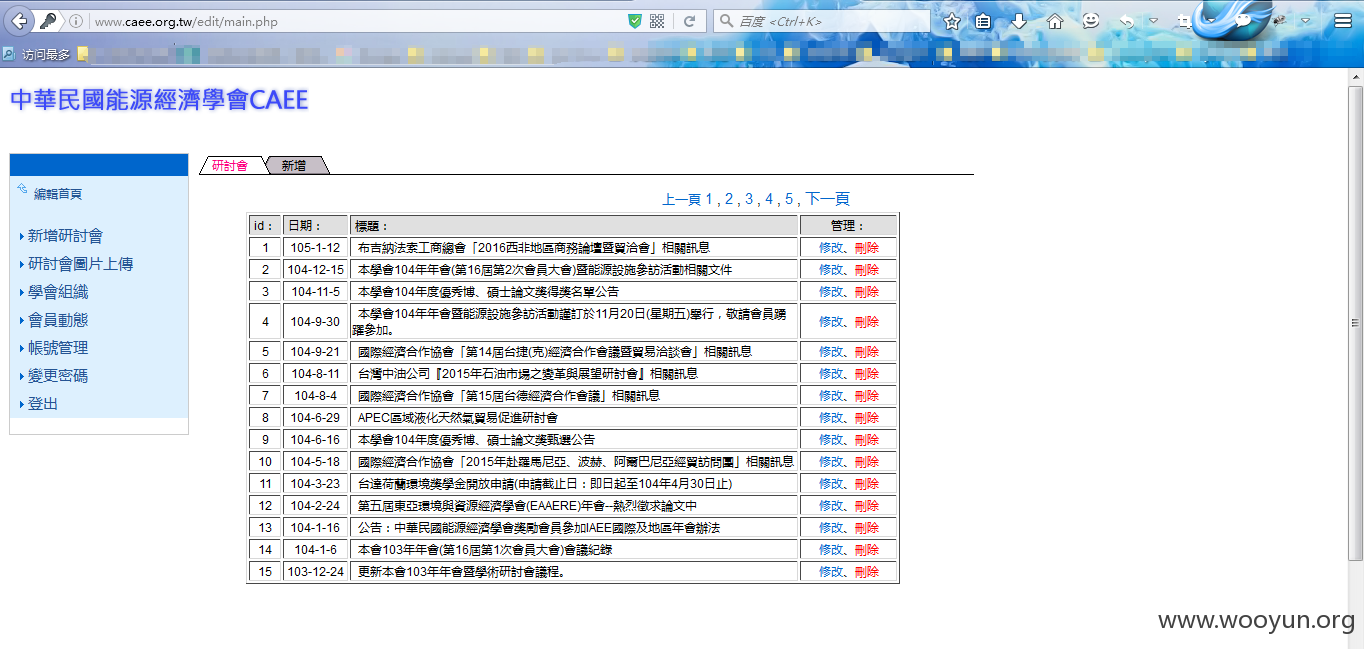 www.caee.org.tw/edit/main.php
百度 <Ctrl+K>
访问最多
中華民國能源經濟學會CAEE
編輯首頁
新增研討會
研討會圖片上傳
學會組織
會員動態
帳號管理
變更密碼
登出
研討會 新增
上一頁 1 , 2 , 3 , 4 , 5 , 下一頁
id： 日期： 標題： 管理：
1 105-1-12 布吉納法索工商總會「2016西非地區商務論壇暨貿洽會」相關訊息 修改、刪除
2 104-12-15 本學會104年年會(第16屆第2次會員大會)暨能源設施參訪活動相關文件 修改、刪除
3 104-11-5 本學會104年度優秀博、碩士論文獎得獎名單公告 修改、刪除
4 104-9-30 本學會104年年會暨能源設施參訪活動謹訂於11月20日(星期五)舉行，敬請會員踴
躍參加。 修改、刪除
5 104-9-21 國際經濟合作協會「第14屆台捷(克)經濟合作會議暨貿易洽談會」相關訊息 修改、刪除
6 104-8-11 台灣中油公司『2015年石油市場之變革與展望研討會』相關訊息 修改、刪除
7 104-8-4 國際經濟合作協會「第15屆台德經濟合作會議」相關訊息 修改、刪除
8 104-6-29 APEC區域液化天然氣貿易促進研討會 修改、刪除
9 104-6-16 本學會104年度優秀博、碩士論文獎甄選公告 修改、刪除
10 104-5-18 國際經濟合作協會「2015年赴羅馬尼亞、波赫、阿爾巴尼亞經貿訪問團」相關訊息 修改、刪除
11 104-3-23 台達荷蘭環境獎學金開放申請(申請截止日：即日起至104年4月30日止) 修改、刪除
12 104-2-24 第五屆東亞環境與資源經濟學會(EAAERE)年會--熱烈徵求論文中 修改、刪除
13 104-1-16 公告：中華民國能源經濟學會獎勵會員參加IAEE國際及地區年會辦法 修改、刪除
14 104-1-6 本會103年年會(第16屆第1次會員大會)會議紀錄 修改、刪除
15 103-12-24 更新本會103年年會暨學術研討會議程。 修改、刪除
www.wooyun.org